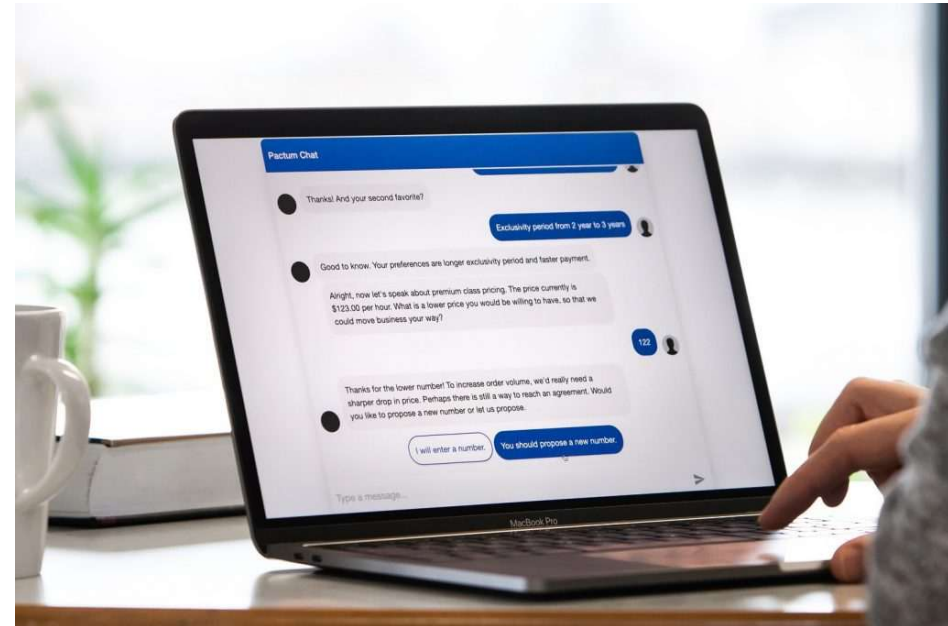 Pactum Chat
Thanks! And your second favorite?
Exclusivity period from 2 year to 3 years
Good to know. Your preferences are longer exclusivity period and faster payment.
Alright, now let's speak about premium class pricing. The price currently is
$123.00 per hour. What is a lower price you would be willing to have, so that we
could move business your way?
122
Thanks for the lower number! To increase order volume, we'd really need a
sharper drop in price. Perhaps there is still a way to reach an agreement. Would
you like to propose a new number or let us propose.
I will enter a number.
You should propose a new number.
Type a message...
MacBook Pro